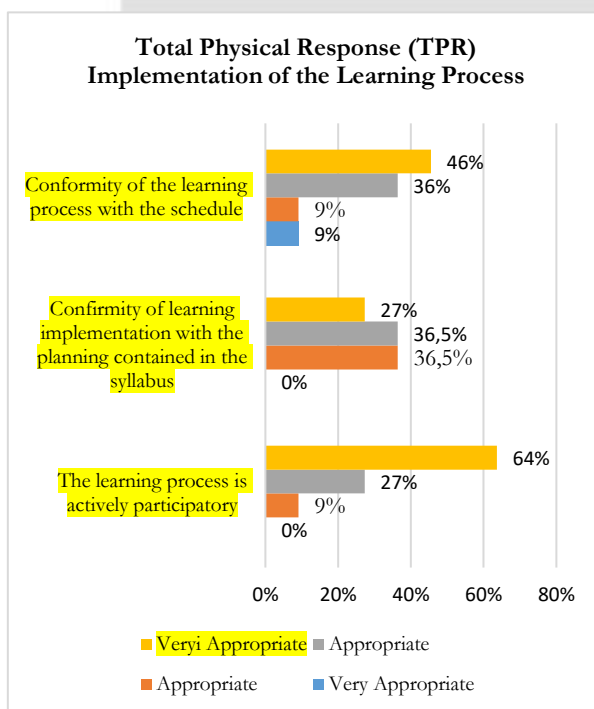 Total Physical Response (TPR)
Implementation of the Learning Process
Conformity of the learning
process with the schedule
46%
36%
9%
9%
Confirmity of learning
implementation with the
planning contained in the
syllabus
27%
36,5%
36,5%
0%
The learning process is
actively participatory
64%
27%
9%
0%
0% 20% 40% 60% 80%
Veryi Appropriate Appropriate
Appropriate Very Appropriate